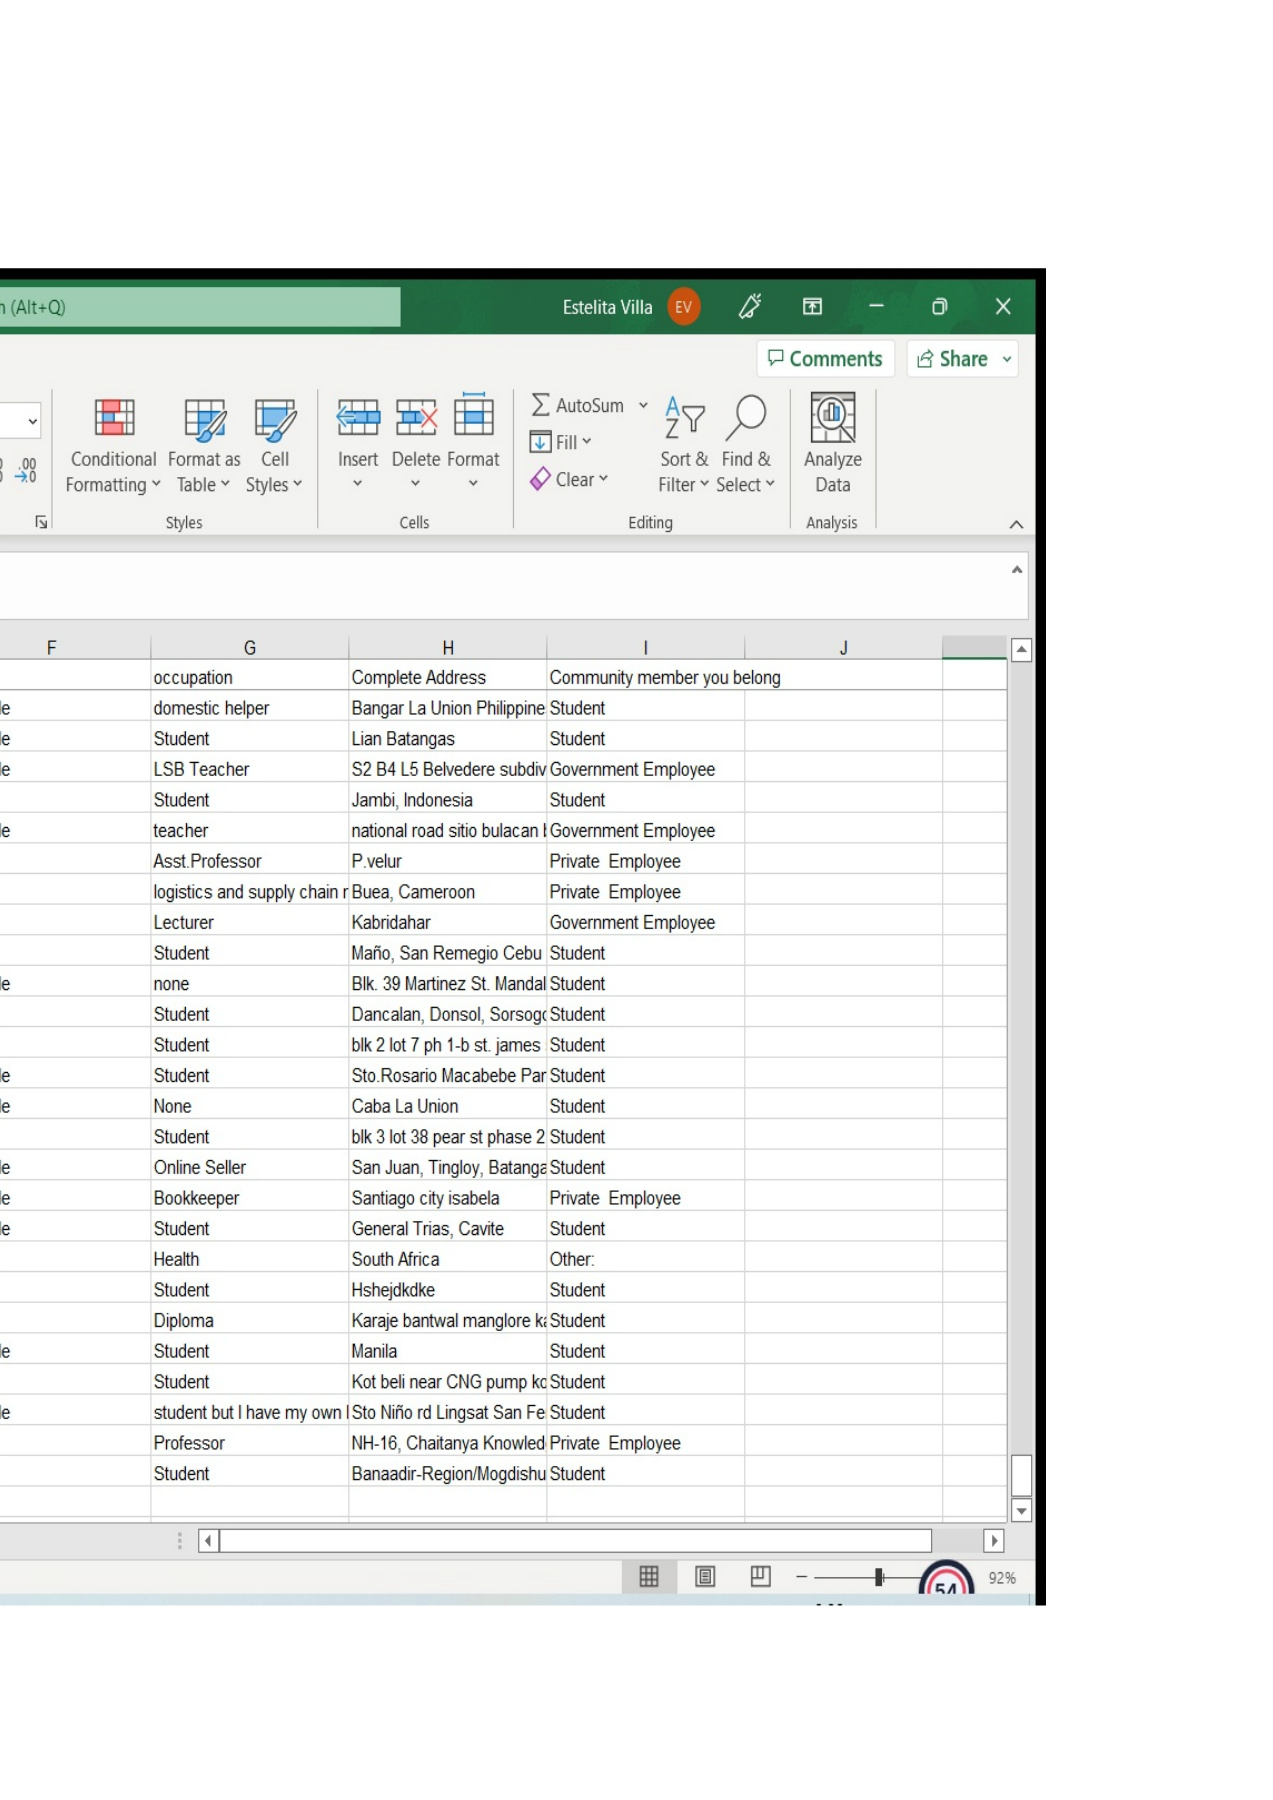 (Alt+Q) Estelita Villa EV
Comments Share
AutoSum
Fill
Clear
Conditional Formatting
Format as Table
Cell Styles
Insert
Delete
Format
Sort & Filter
Find & Select
Analyze Data
Styles Cells Editing Analysis
F G H I J
occupation Complete Address Community member you belong
le domestic helper Bangar La Union Philippine Student
le Student Lian Batangas Student
le LSB Teacher S2 B4 L5 Belvedere subdiv Government Employee
Student Jambi, Indonesia Student
le teacher national road sitio bulacan Government Employee
Asst.Professor P.velur Private Employee
logistics and supply chain Buea, Cameroon Private Employee
Lecturer Kabridahar Government Employee
Student Maño, San Remegio Cebu Student
le none Blk. 39 Martinez St. Mandal Student
Student Dancalan, Donsol, Sorsogo Student
Student blk 2 lot 7 ph 1-b st. james Student
le Student Sto.Rosario Macabebe Par Student
le None Caba La Union Student
Student blk 3 lot 38 pear st phase 2 Student
le Online Seller San Juan, Tingloy, Batanga Student
le Bookkeeper Santiago city isabela Private Employee
le Student General Trias, Cavite Student
Health South Africa Other:
Student Hshejdkdke Student
Diploma Karaje bantwal manglore ka Student
le Student Manila Student
Student Kot beli near CNG pump ko Student
le student but I have my own Sto Niño rd Lingsat San Fe Student
Professor NH-16, Chaitanya Knowled Private Employee
Student Banaadir-Region/Mogdishu Student
54 92%